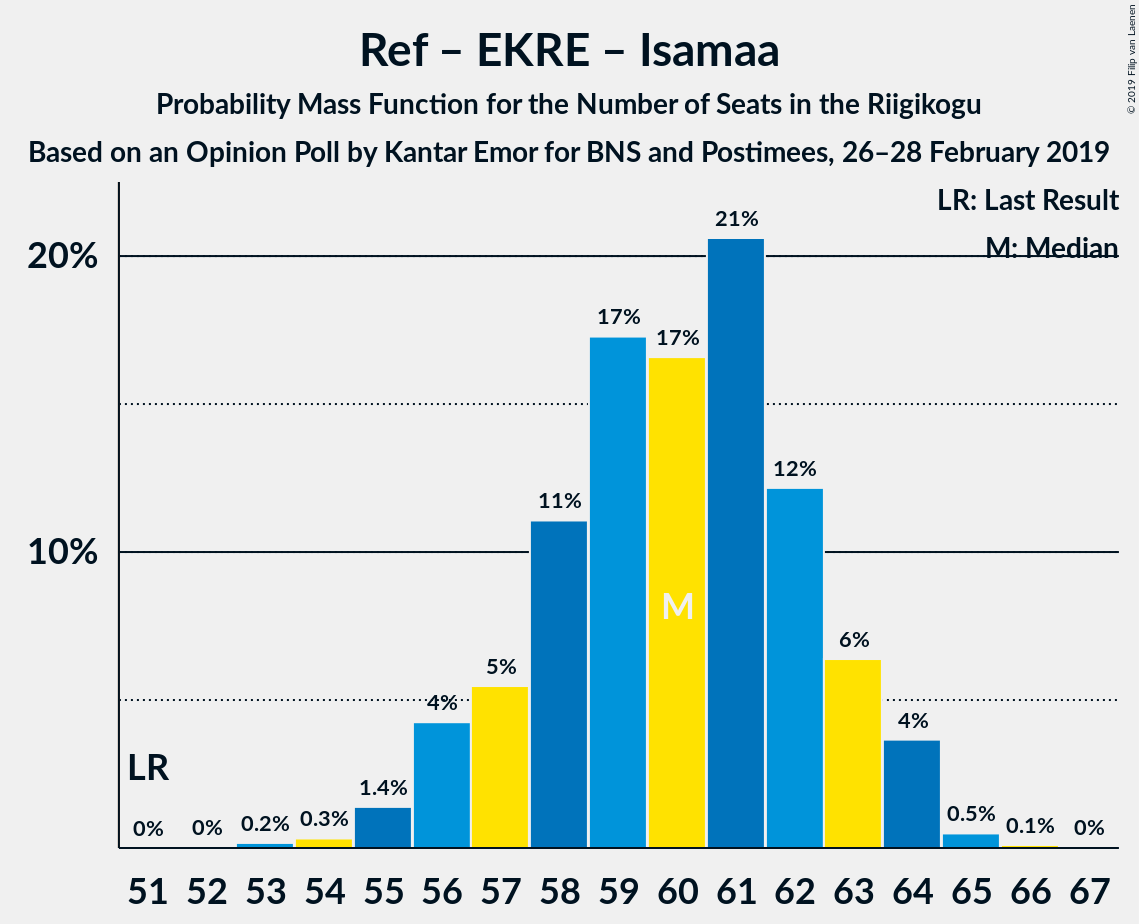 Ref – EKRE – Isamaa
Probability Mass Function for the Number of Seats in the Riigikogu
Based on an Opinion Poll by Kantar Emor for BNS and Postimees, 26–28 February 2019
© 2019 Filip van Laenen
LR: Last Result
M: Median
20%
10%
21%
17%
17%
12%
11%
6%
5%
4%
4%
1.4%
0.5%
0.3%
0.2%
0.1%
0%
0%
0%
M
LR
51 52 53 54 55 56 57 58 59 60 61 62 63 64 65 66 67